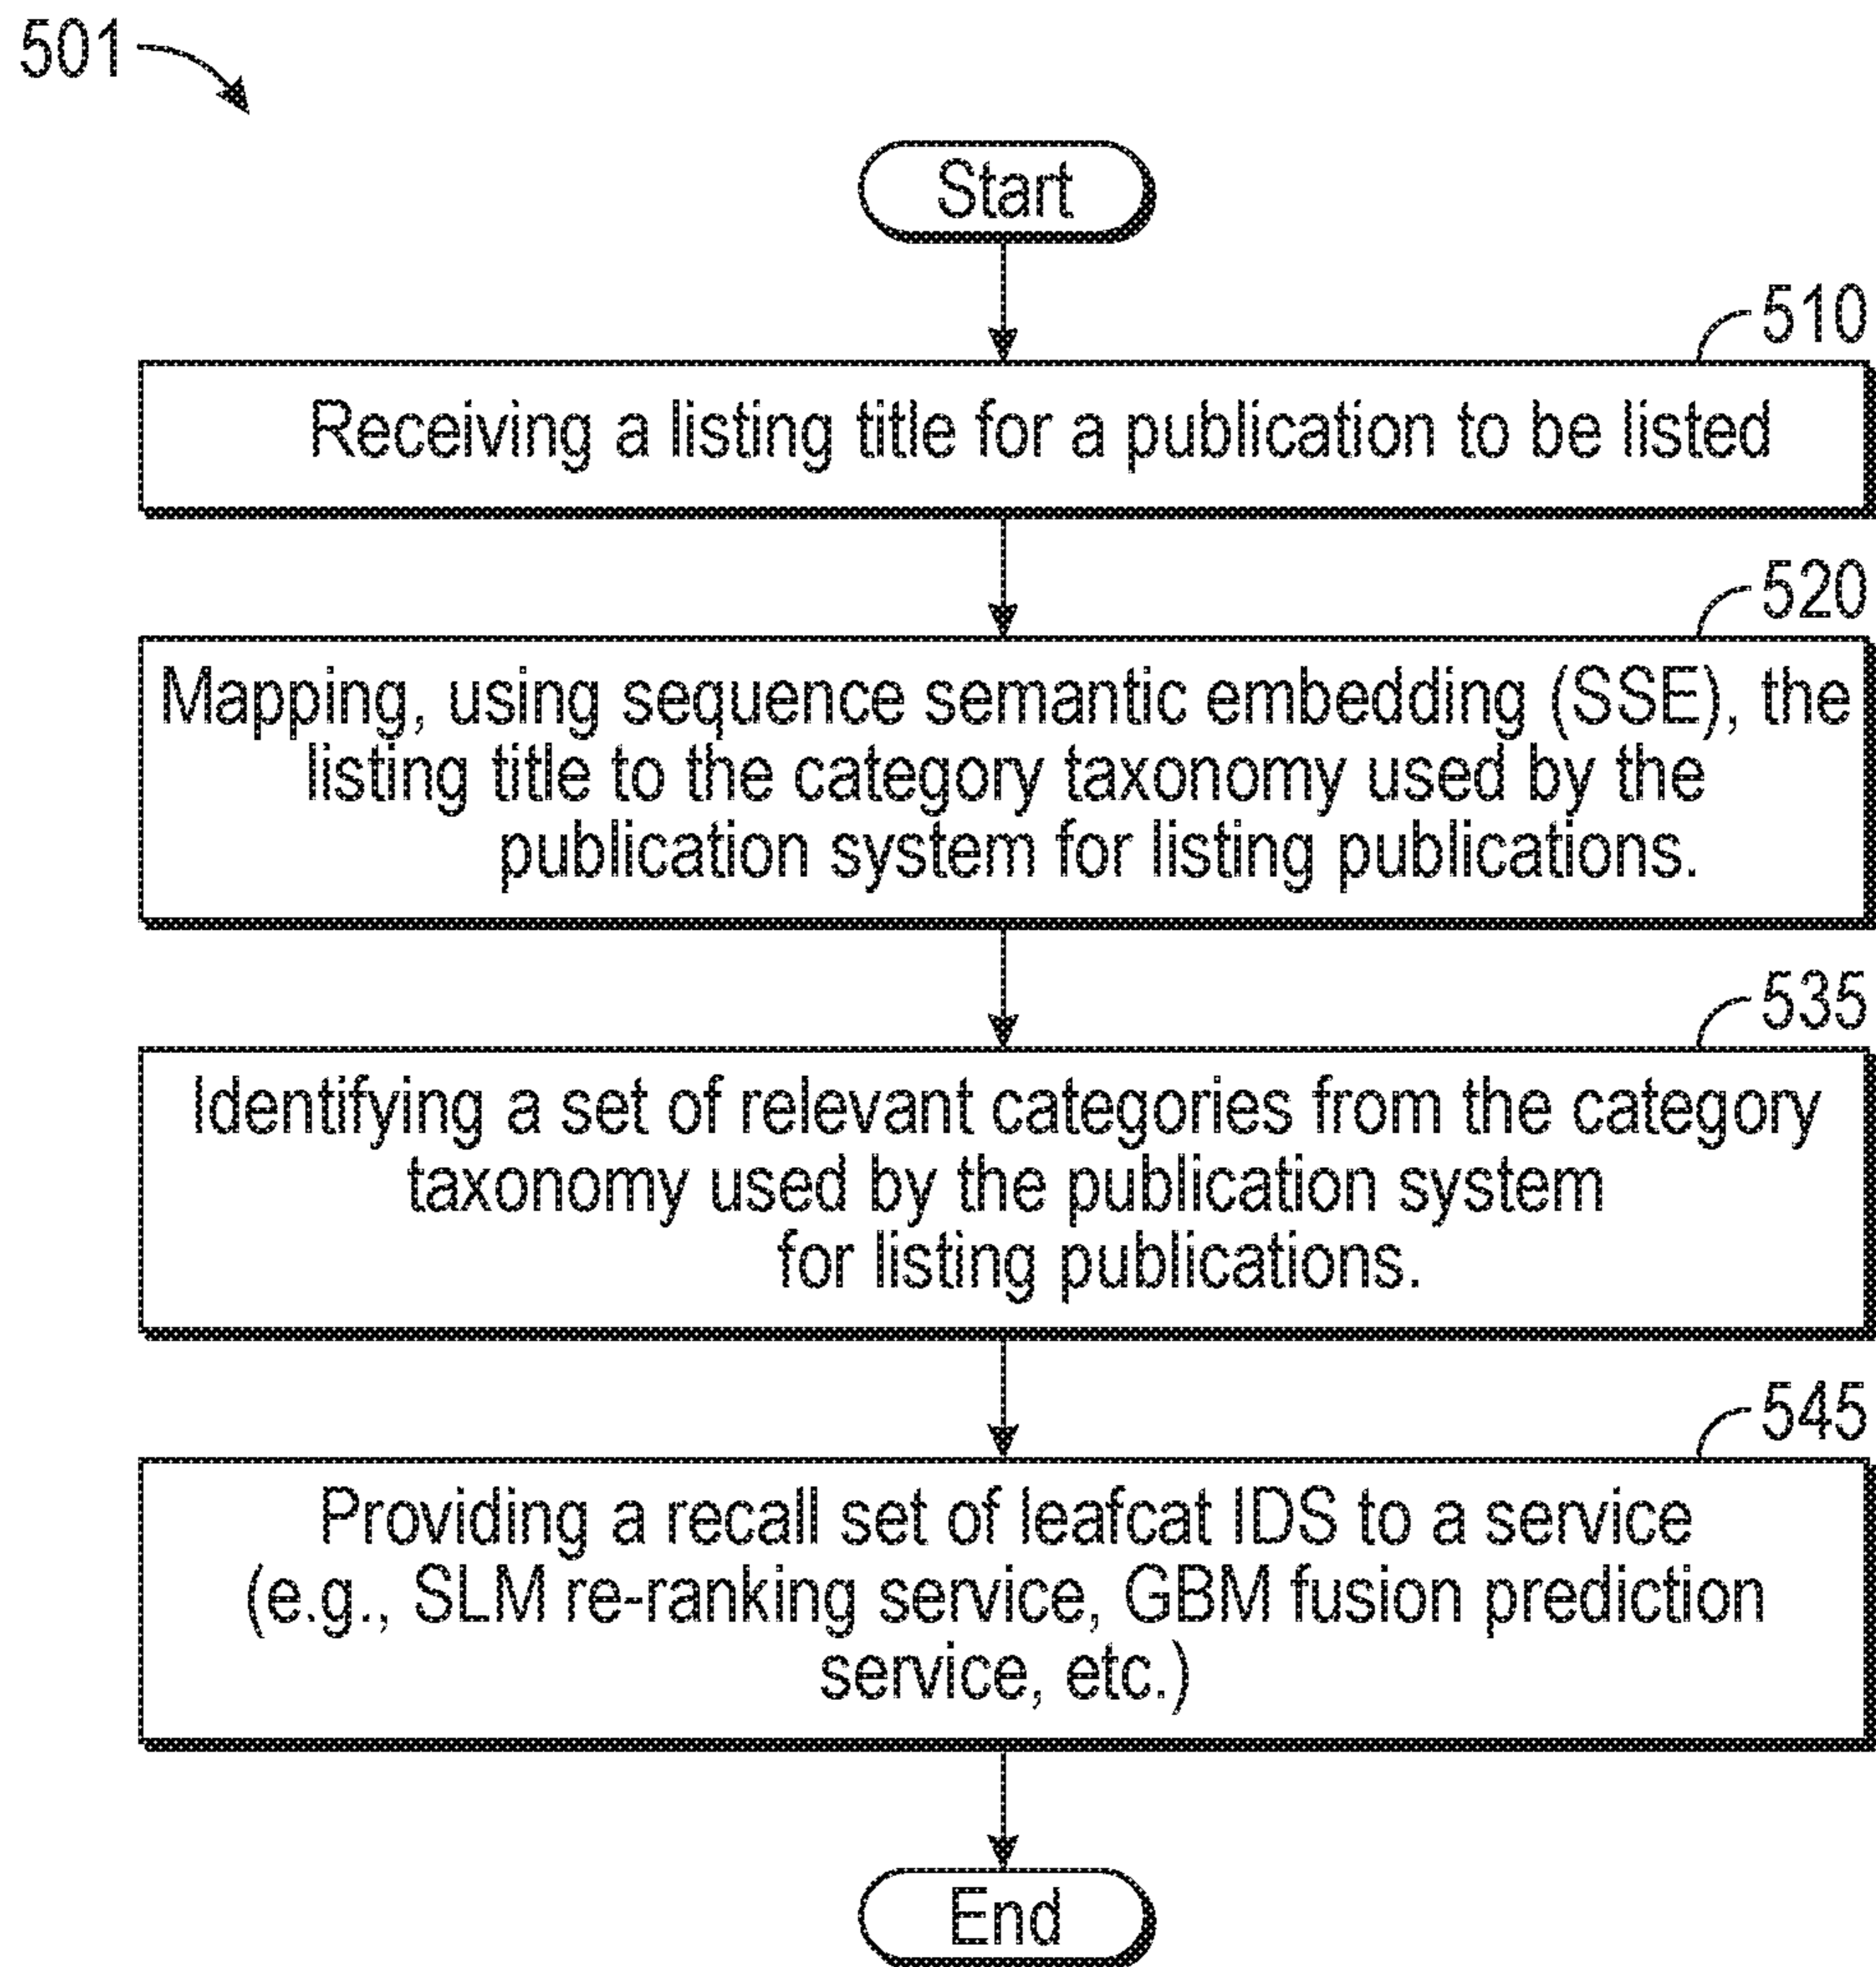 501
Start
510
Receiving a listing title for a publication to be listed
520
Mapping, using sequence semantic embedding (SSE), the
listing title to the category taxonomy used by the
publication system for listing publications.
535
Identifying a set of relevant categories from the category
taxonomy used by the publication system
for listing publications.
545
Providing a recall set of leafcat IDS to a service
(e.g., SLM re-ranking service, GBM fusion prediction
service, etc.)
End